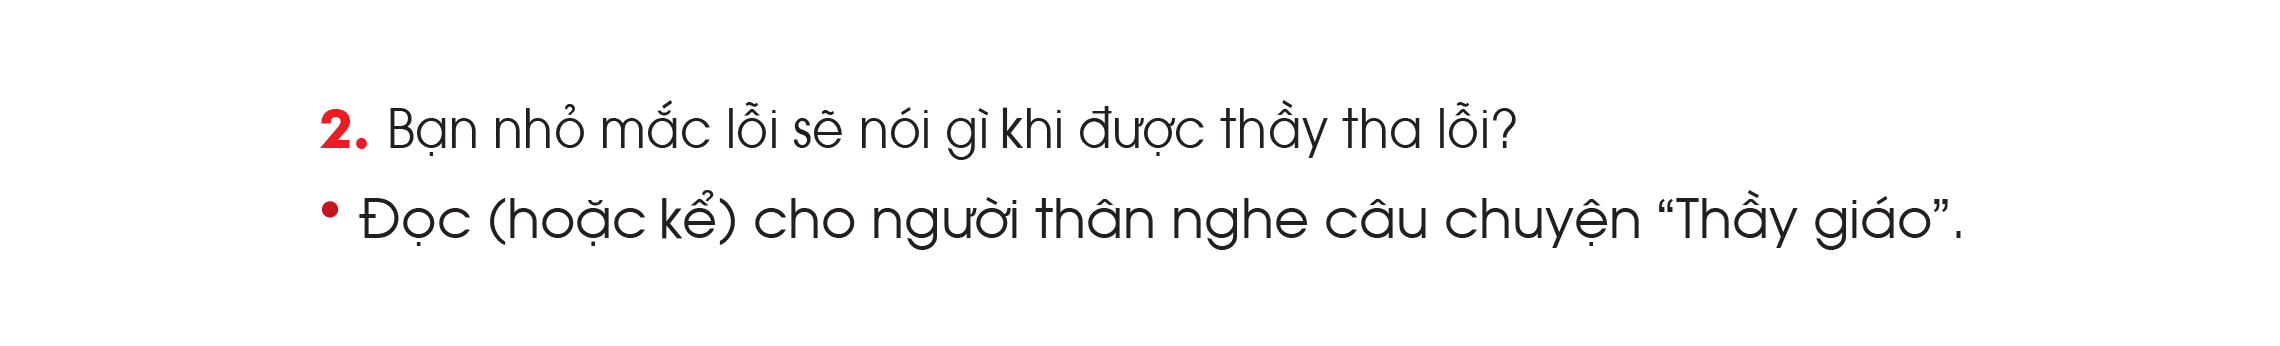 2. Bạn nhỏ mắc lỗi sẽ nói gì khi được thầy tha lỗi?
• Đọc (hoặc kể) cho người thân nghe câu chuyện “Thầy giáo”.